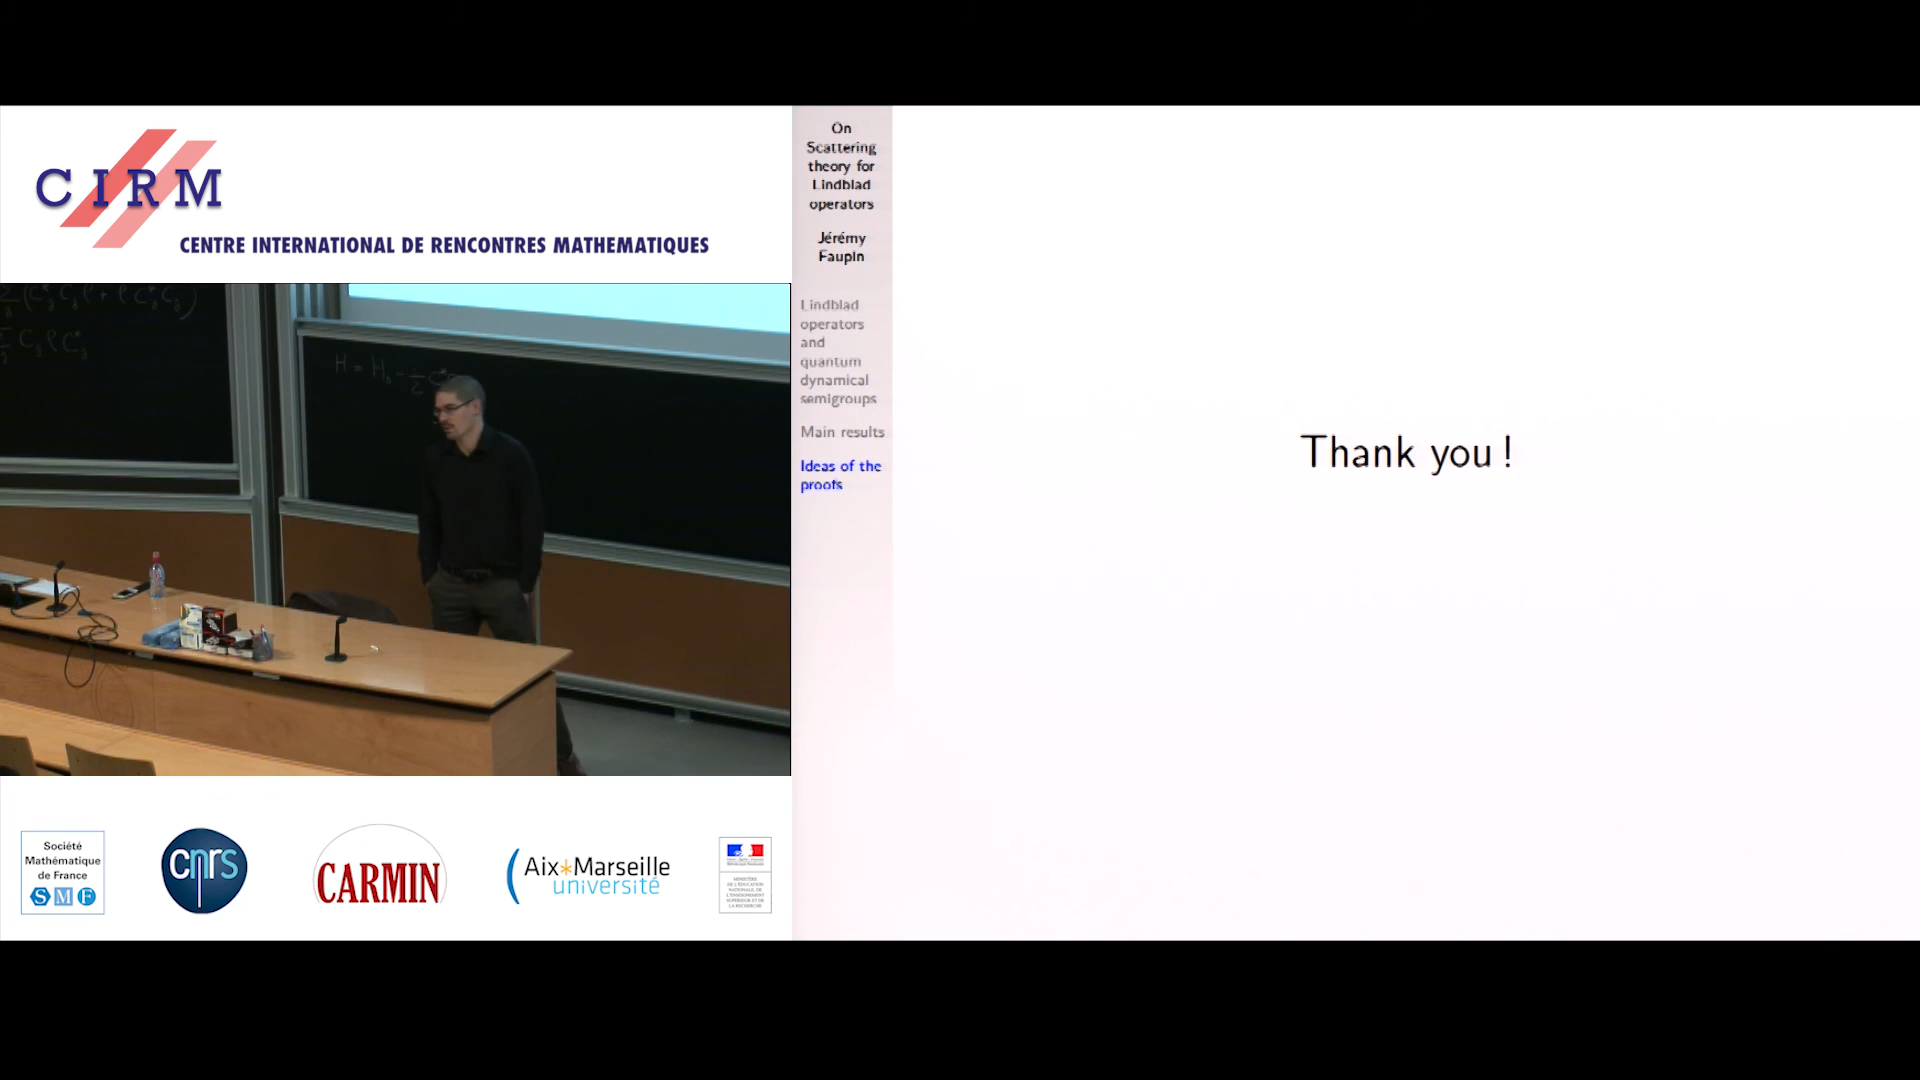 CIRM
CENTRE INTERNATIONAL DE RENCONTRES MATHEMATIQUES
On
Scattering
theory for
Lindblad
operators
Jérémy
Faupin
Lindblad
operators
and
quantum
dynamical
semigroups
Main results
Ideas of the
proofs
Thank you !
Société
Mathématique
de France
SMF
cnrs
CARMIN
Aix*Marseille
université